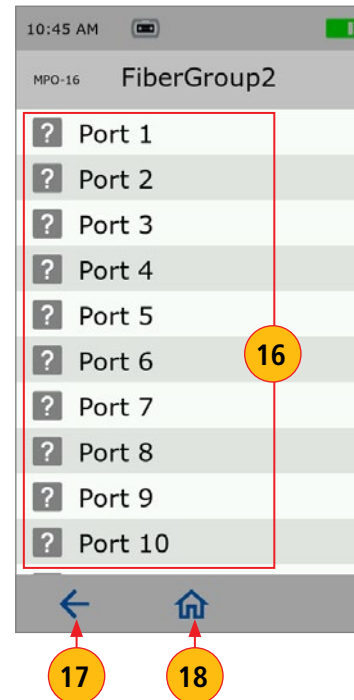 10:45 AM
MPO-16 FiberGroup2
? Port 1
? Port 2
? Port 3
? Port 4
? Port 5
? Port 6
16
? Port 7
? Port 8
? Port 9
? Port 10
17 18